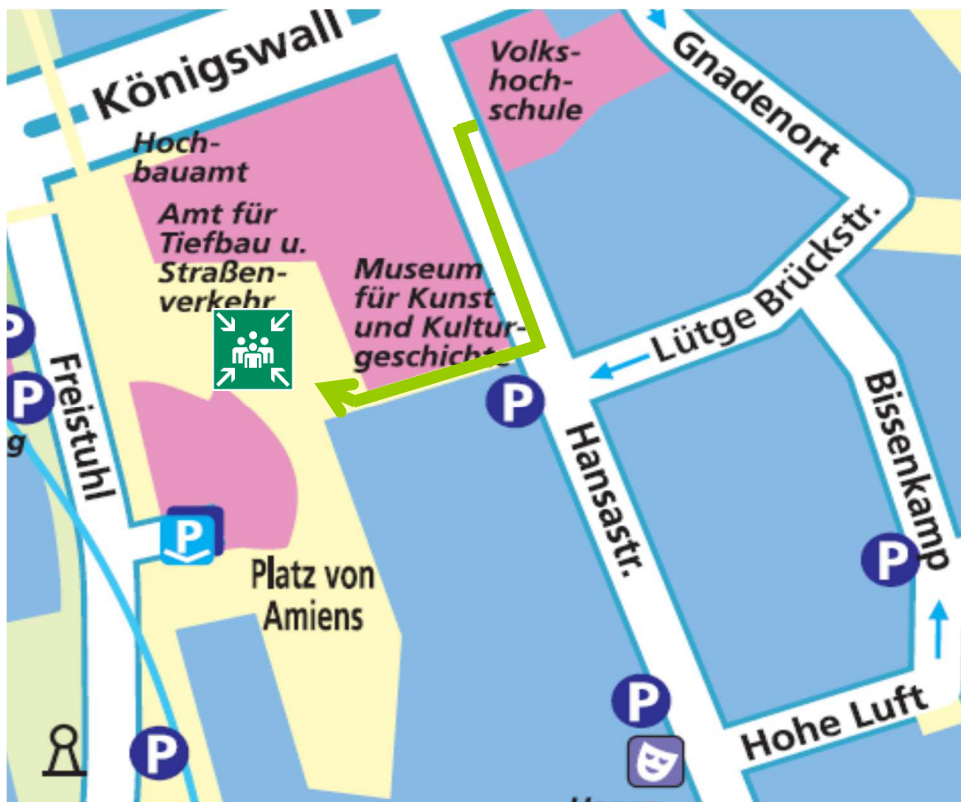 Königswall
Volks-
hoch-
schule
Gnadenort
Hoch-
bauamt
Amt für
Tiefbau u.
Straßen-
verkehr
Museum
für Kunst
und Kultur-
geschichte
Lütge Brückstr.
P
P
P
g
Freistuhl
Bissenkamp
Hansastr.
P
P
Platz von
Amiens
P
Hohe Luft
P